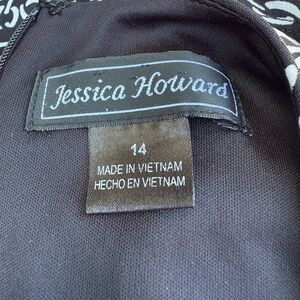 Jessica Howard
14
MADE IN VIETNAM
HECHO EN VIETNAM